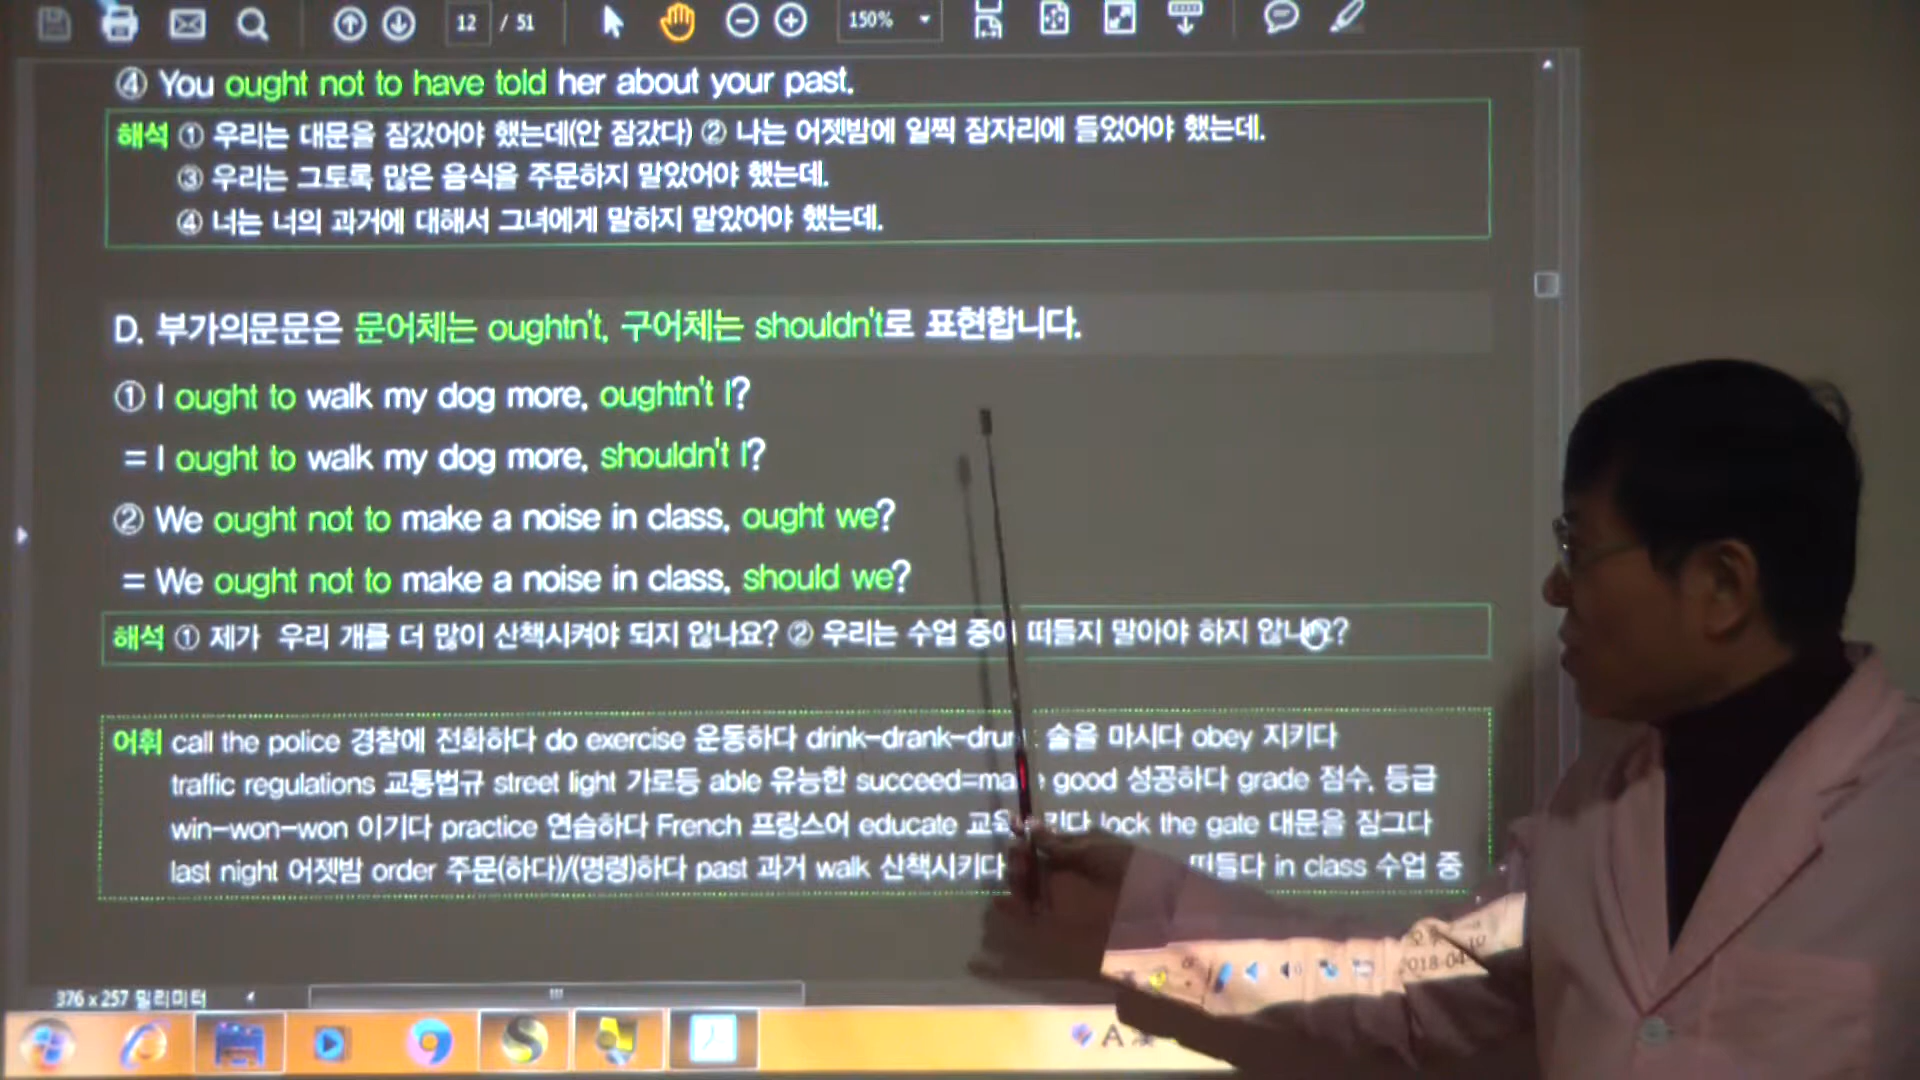 12 / 51 150%
④ You ought not to have told her about your past.
해석 ① 우리는 대문을 잠갔어야 했는데(안 잠갔다) ② 나는 어젯밤에 일찍 잠자리에 들었어야 했는데.
③ 우리는 그토록 많은 음식을 주문하지 말았어야 했는데.
④ 너는 너의 과거에 대해서 그녀에게 말하지 말았어야 했는데.
D. 부가의문문은 문어체는 oughtn't, 구어체는 shouldn't로 표현합니다.
① I ought to walk my dog more, oughtn't I?
= I ought to walk my dog more, shouldn't I?
② We ought not to make a noise in class, ought we?
= We ought not to make a noise in class, should we?
해석 ① 제가 우리 개를 더 많이 산책시켜야 되지 않나요? ② 우리는 수업 중에 떠들지 말아야 하지 않나요?
어휘 call the police 경찰에 전화하다 do exercise 운동하다 drink-drank-drunk 술을 마시다 obey 지키다
traffic regulations 교통법규 street light 가로등 able 유능한 succeed=make good 성공하다 grade 점수, 등급
win-won-won 이기다 practice 연습하다 French 프랑스어 educate 교육시키다 lock the gate 대문을 잠그다
last night 어젯밤 order 주문(하다)/(명령)하다 past 과거 walk 산책시키다 떠들다 in class 수업 중
376 x 257 밀리미터
A